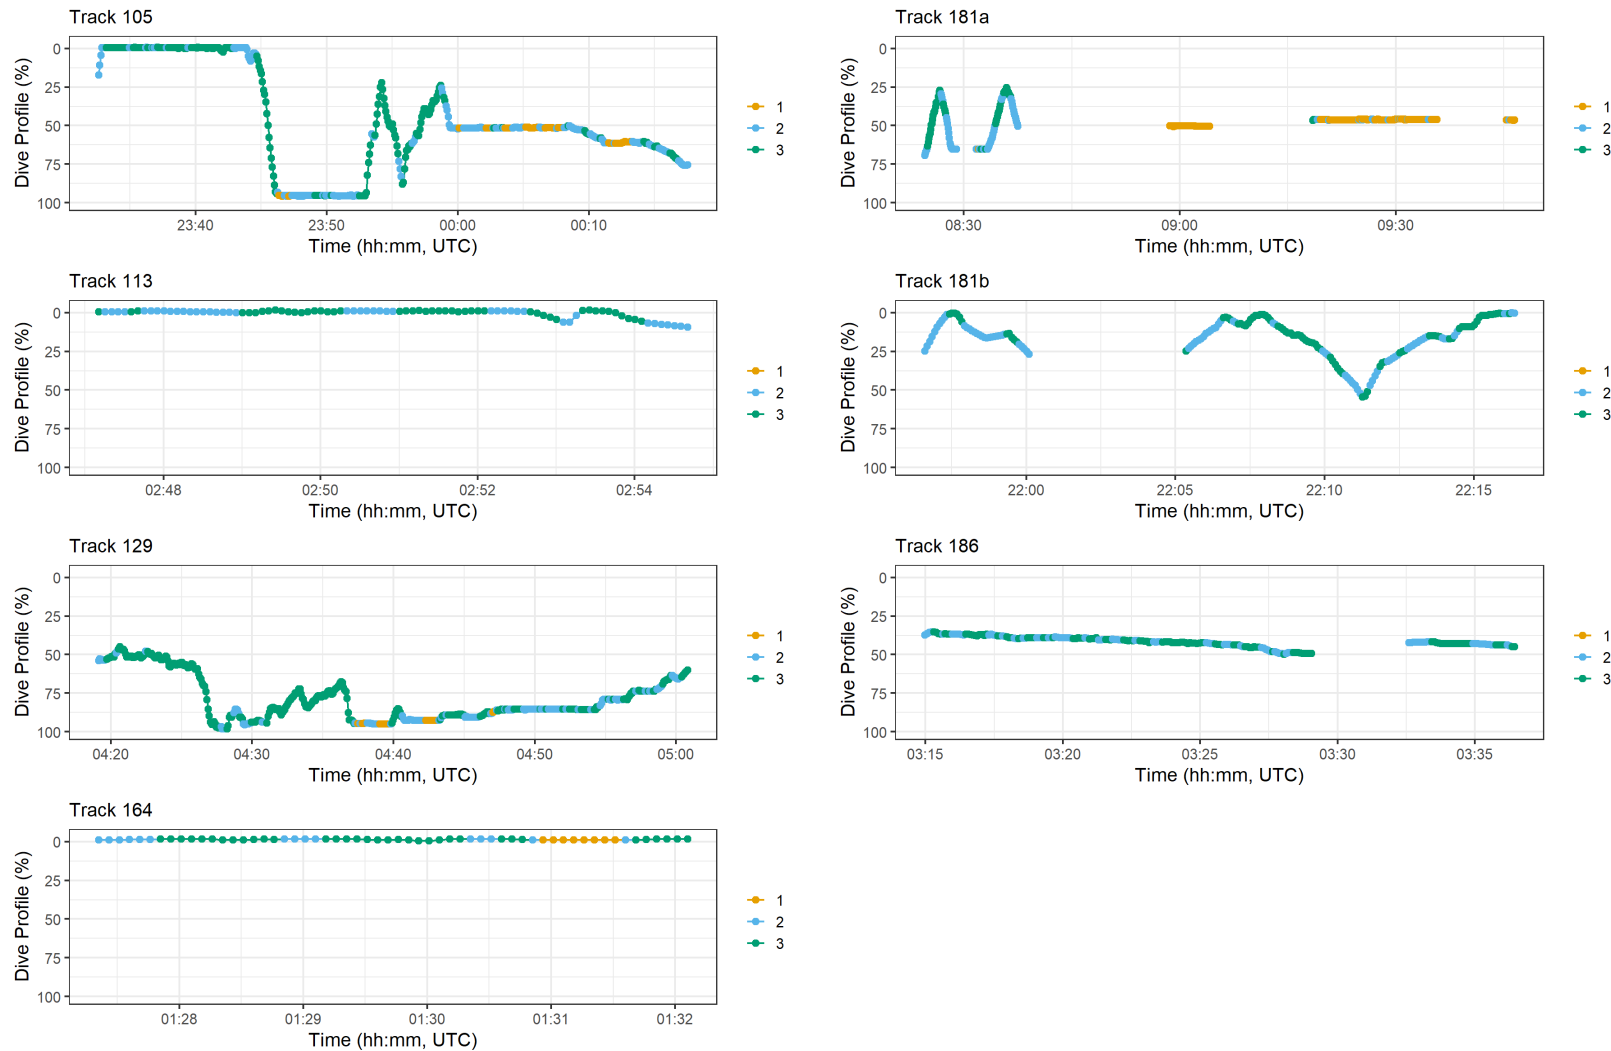 Track 105
Dive Profile (%)
0
25
50
75
100
23:40 23:50 00:00 00:10
Time (hh:mm, UTC)
1
2
3
Track 181a
Dive Profile (%)
0
25
50
75
100
08:30 09:00 09:30
Time (hh:mm, UTC)
1
2
3
Track 113
Dive Profile (%)
0
25
50
75
100
02:48 02:50 02:52 02:54
Time (hh:mm, UTC)
1
2
3
Track 181b
Dive Profile (%)
0
25
50
75
100
22:00 22:05 22:10 22:15
Time (hh:mm, UTC)
1
2
3
Track 129
Dive Profile (%)
0
25
50
75
100
04:20 04:30 04:40 04:50 05:00
Time (hh:mm, UTC)
1
2
3
Track 186
Dive Profile (%)
0
25
50
75
100
03:15 03:20 03:25 03:30 03:35
Time (hh:mm, UTC)
1
2
3
Track 164
Dive Profile (%)
0
25
50
75
100
01:28 01:29 01:30 01:31 01:32
Time (hh:mm, UTC)
1
2
3